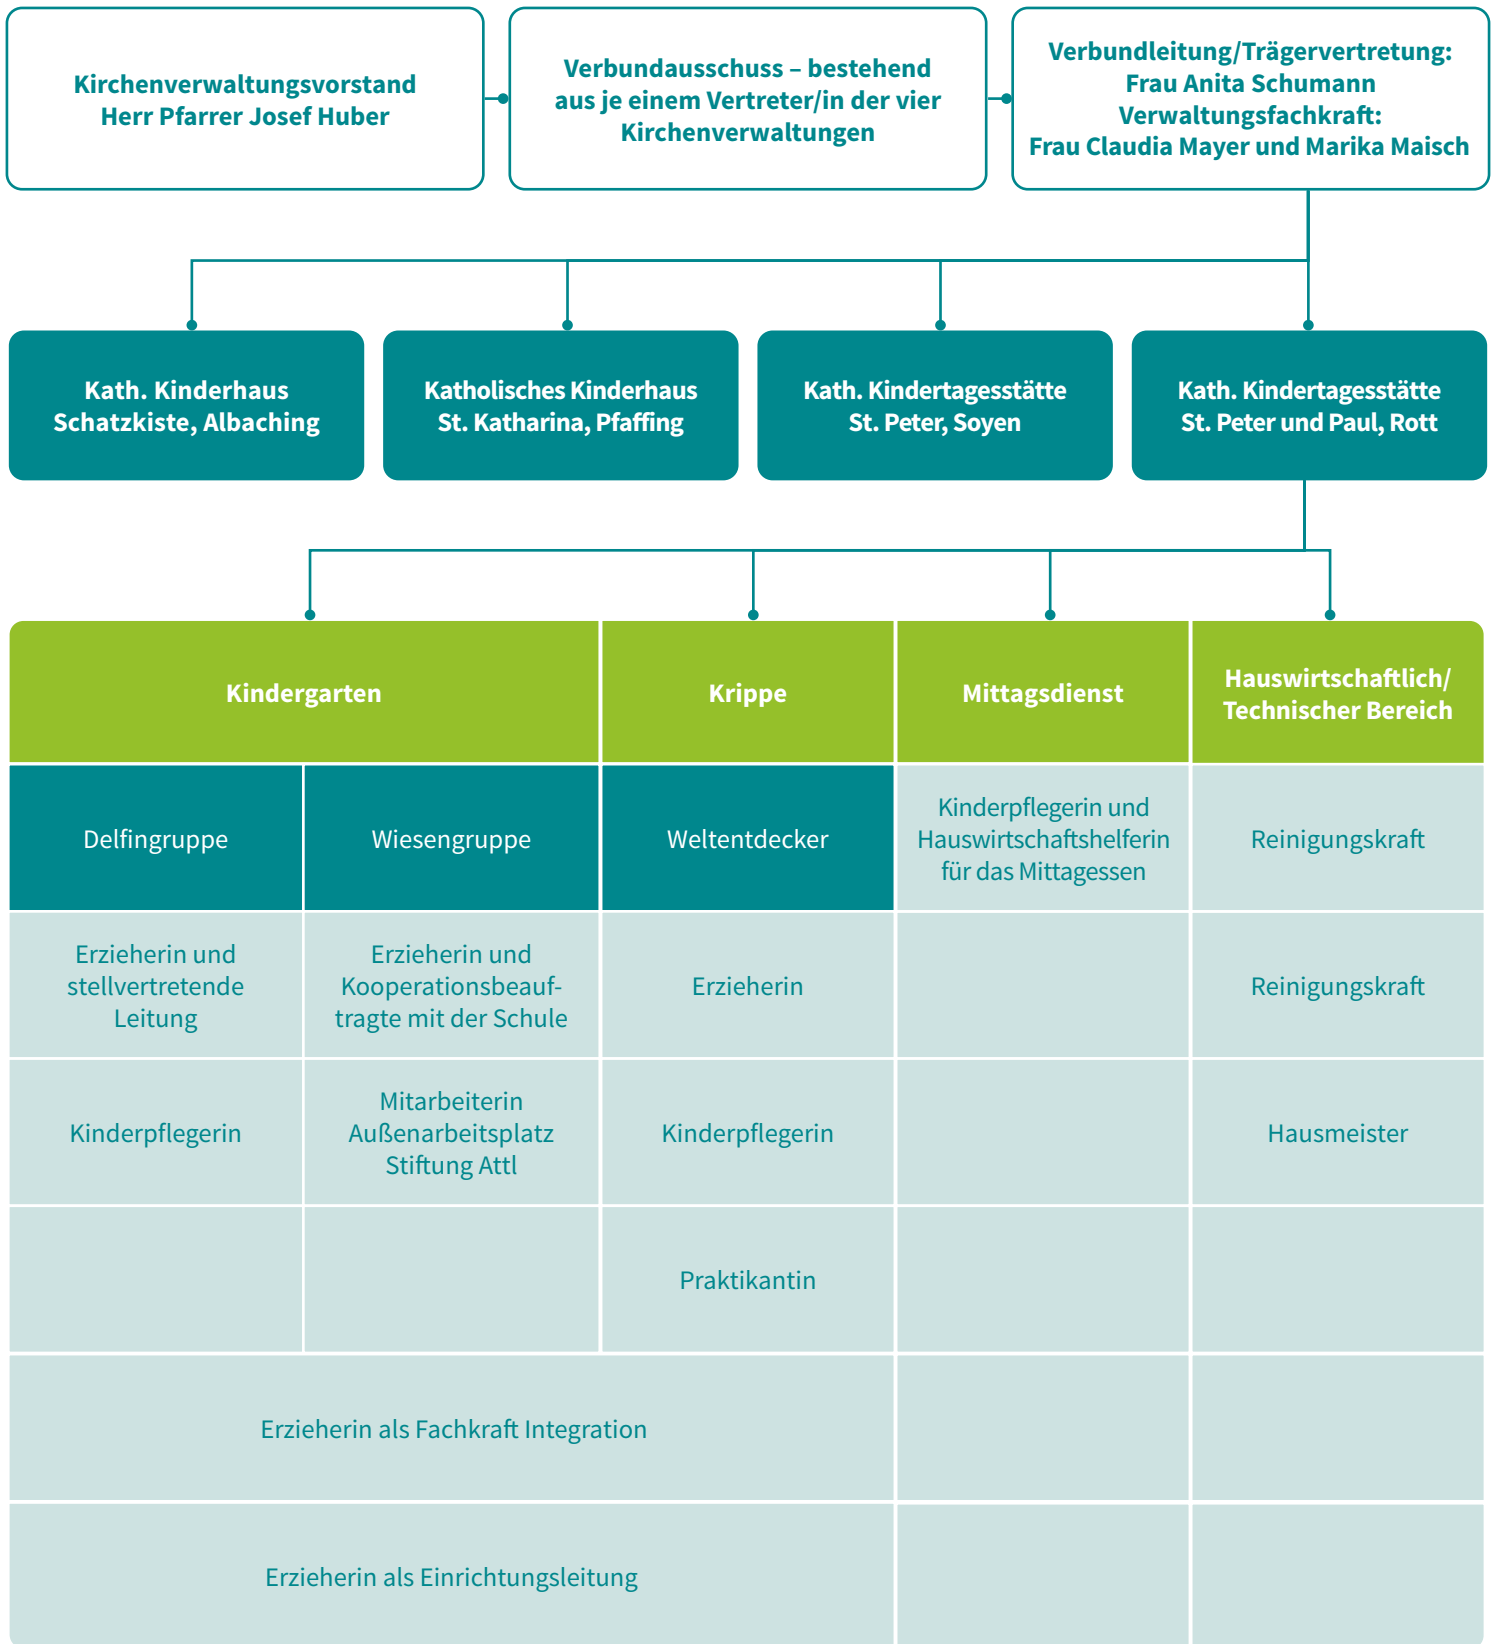 Kirchenverwaltungsvorstand
Herr Pfarrer Josef Huber
Verbundausschuss – bestehend
aus je einem Vertreter/in der vier
Kirchenverwaltungen
Verbundleitung/Trägervertretung:
Frau Anita Schumann
Verwaltungsfachkraft:
Frau Claudia Mayer und Marika Maisch
Kath. Kinderhaus
Schatzkiste, Albaching
Katholisches Kinderhaus
St. Katharina, Pfaffing
Kath. Kindertagesstätte
St. Peter, Soyen
Kath. Kindertagesstätte
St. Peter und Paul, Rott
Kindergarten
Krippe
Mittagsdienst
Hauswirtschaftlich/
Technischer Bereich
Delfingruppe
Wiesengruppe
Weltentdecker
Kinderpflegerin und
Hauswirtschaftshelferin
für das Mittagessen
Reinigungskraft
Erzieherin und
stellvertretende
Leitung
Erzieherin und
Kooperationsbeauf-
tragte mit der Schule
Erzieherin
Reinigungskraft
Kinderpflegerin
Mitarbeiterin
Außenarbeitsplatz
Stiftung Attl
Kinderpflegerin
Hausmeister
Praktikantin
Erzieherin als Fachkraft Integration
Erzieherin als Einrichtungsleitung